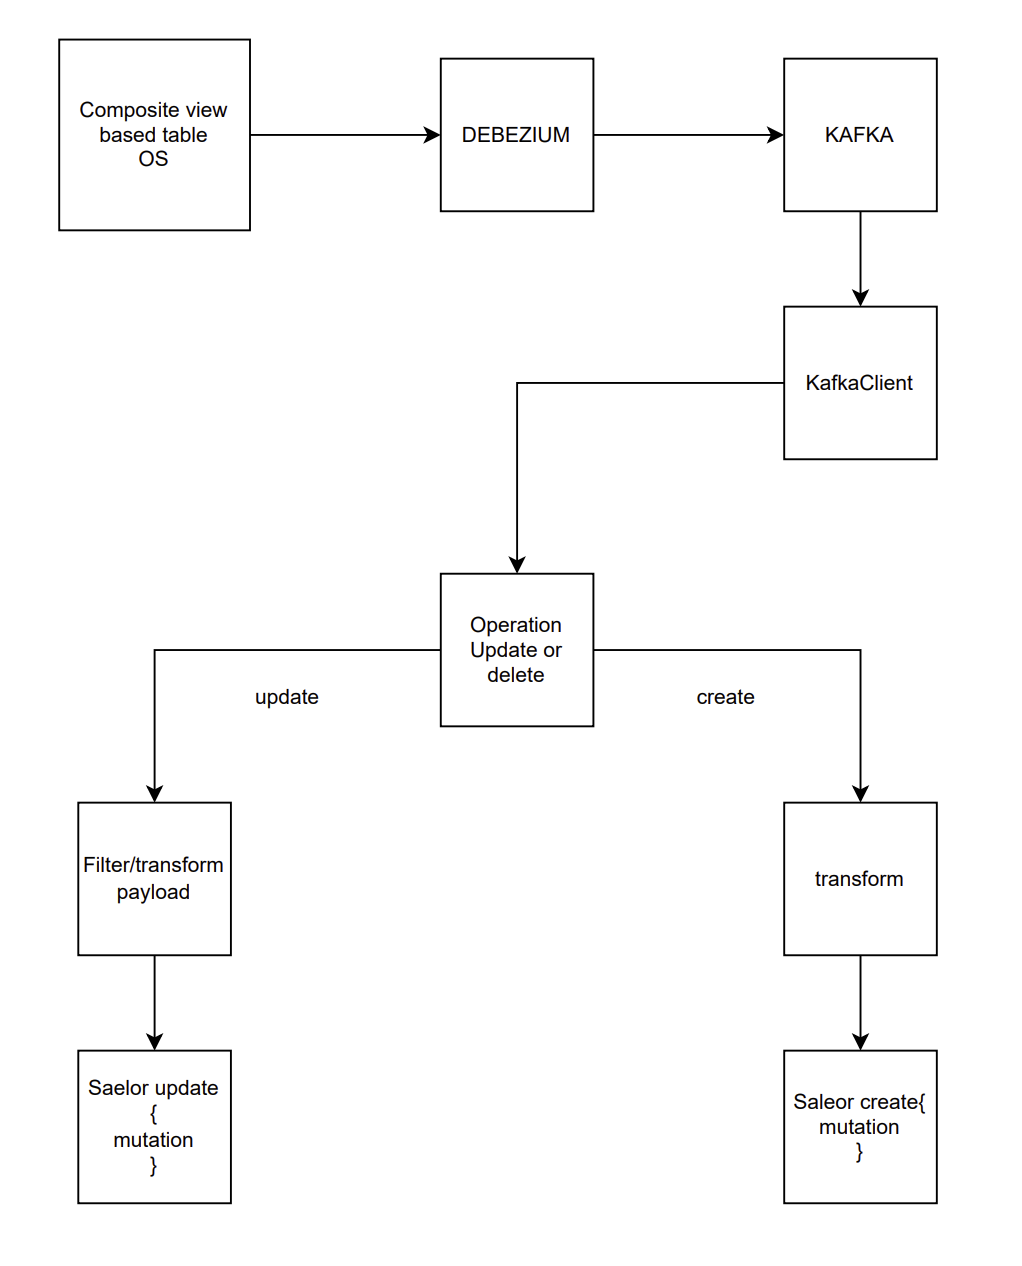 Composite view
based table
OS
DEBEZIUM
KAFKA
KafkaClient
Operation
Update or
delete
update
create
Filter/transform
payload
transform
Saelor update
{
mutation
}
Saleor create{
mutation
}